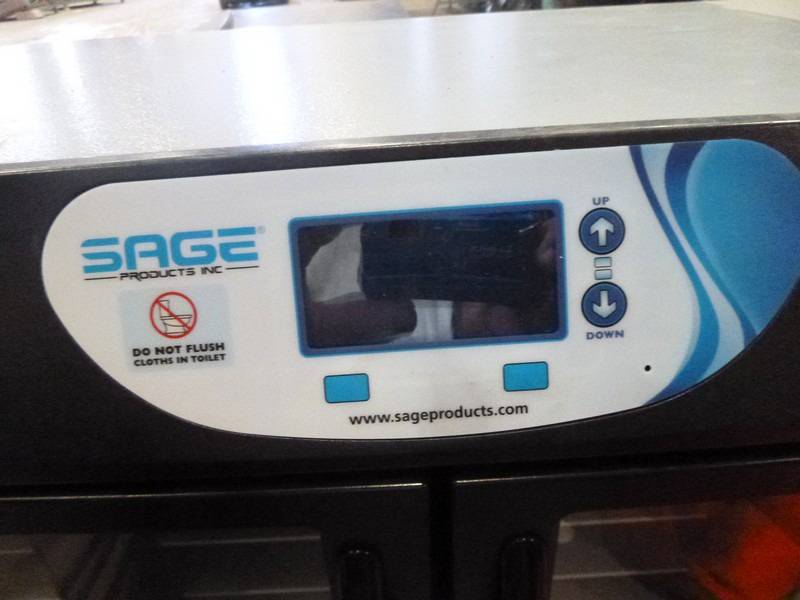 SAGE®
PRODUCTS INC
DO NOT FLUSH
CLOTHS IN TOILET
UP
DOWN
www.sageproducts.com